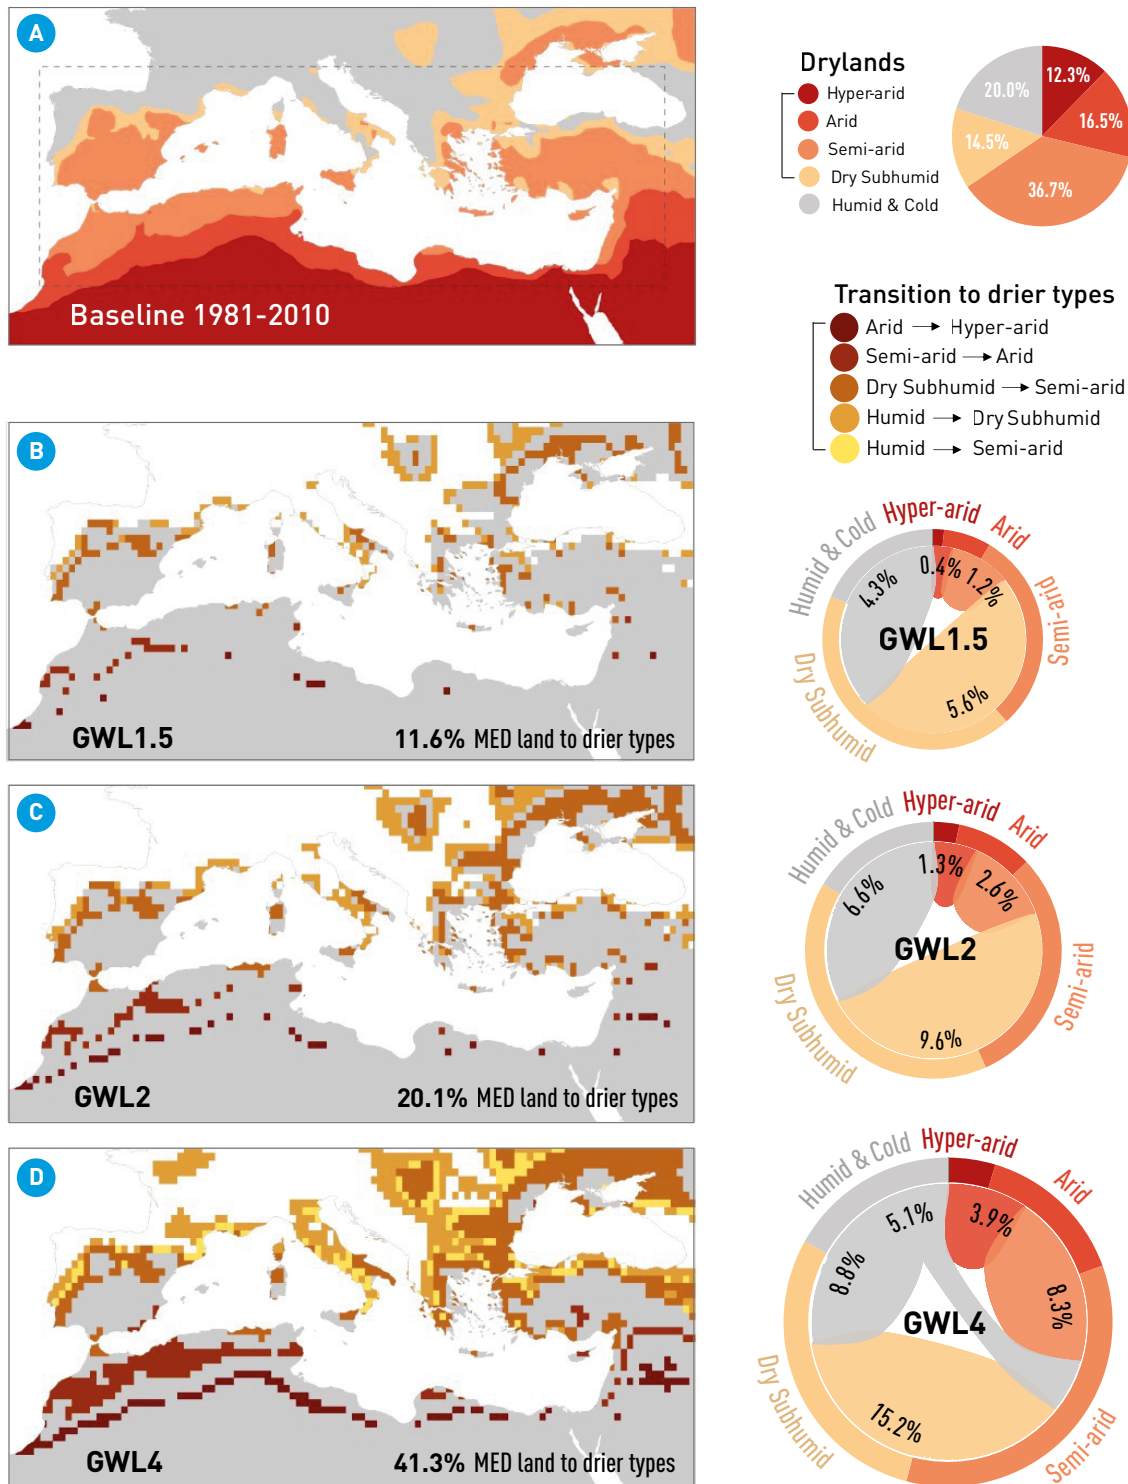 A
Baseline 1981-2010
Drylands
Hyper-arid
Arid
Semi-arid
Dry Subhumid
Humid & Cold
12.3%
16.5%
36.7%
14.5%
20.0%
Transition to drier types
Arid → Hyper-arid
Semi-arid → Arid
Dry Subhumid → Semi-arid
Humid → Dry Subhumid
Humid → Semi-arid
B
GWL1.5
11.6% MED land to drier types
Humid & Cold
Hyper-arid
Arid
Semi-arid
Dry Subhumid
4.3%
0.4%
1.2%
GWL1.5
5.6%
C
GWL2
20.1% MED land to drier types
Humid & Cold
Hyper-arid
Arid
Semi-arid
Dry Subhumid
6.6%
1.3%
2.6%
GWL2
9.6%
D
GWL4
41.3% MED land to drier types
Humid & Cold
Hyper-arid
Arid
Semi-arid
Dry Subhumid
5.1%
3.9%
8.8%
8.3%
GWL4
15.2%